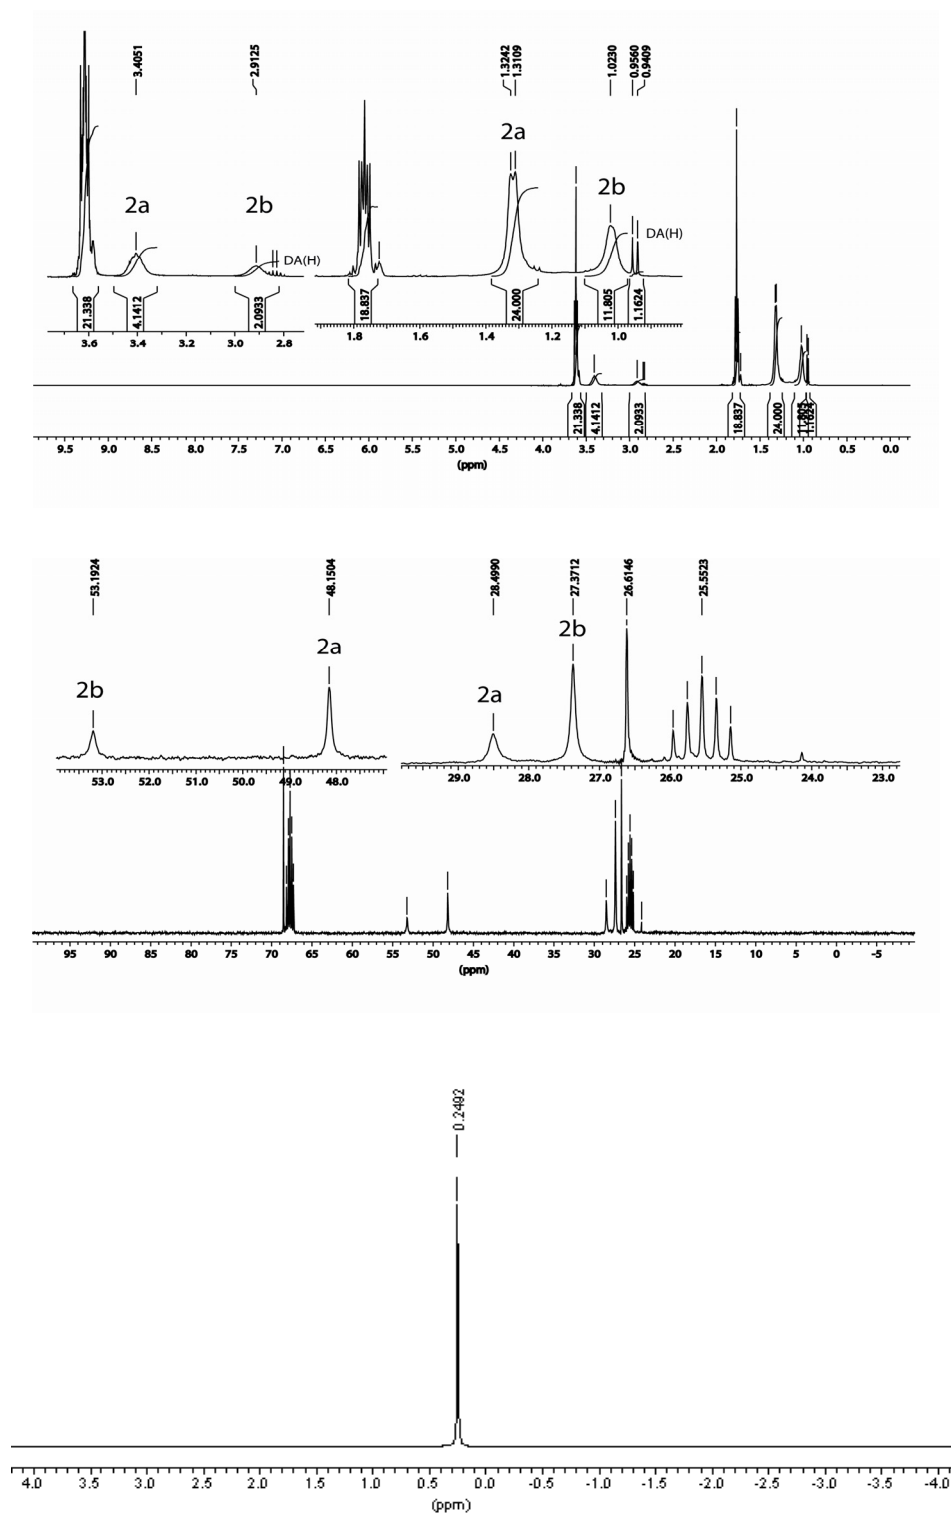 3.4051 2.9125 1.3242 1.3109 1.0230 0.9560 0.9409
2a 2b 2a 2b
DA(H) DA(H)
21.338 4.1412 2.0933 18.837 24.000 11.805 1.1624
3.6 3.4 3.2 3.0 2.8 1.8 1.6 1.4 1.2 1.0
21.338 4.1412 2.0933 18.837 24.000 11.805 1.1624
9.5 9.0 8.5 8.0 7.5 7.0 6.5 6.0 5.5 5.0 4.5 4.0 3.5 3.0 2.5 2.0 1.5 1.0 0.5 0.0
(ppm)
53.1924 48.1504 28.4990 27.3712 26.6146 25.5523
2b 2a 2a 2b
53.0 52.0 51.0 50.0 49.0 48.0 29.0 28.0 27.0 26.0 25.0 24.0 23.0
95 90 85 80 75 70 65 60 55 50 45 40 35 30 25 20 15 10 5 0 -5
(ppm)
0.2492
4.0 3.5 3.0 2.5 2.0 1.5 1.0 0.5 0.0 -0.5 -1.0 -1.5 -2.0 -2.5 -3.0 -3.5 -4.0
(ppm)